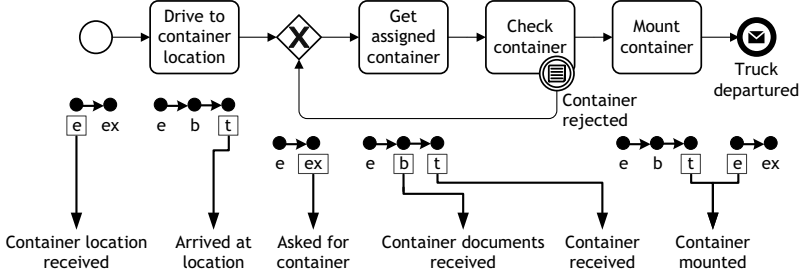 Drive to
container
location
X
Get
assigned
container
Check
container
Mount
container
Truck
departured
Container
rejected
e ex
e b t
e ex
e b t
e b t
e ex
Container location
received
Arrived at
location
Asked for
container
Container documents
received
Container
received
Container
mounted